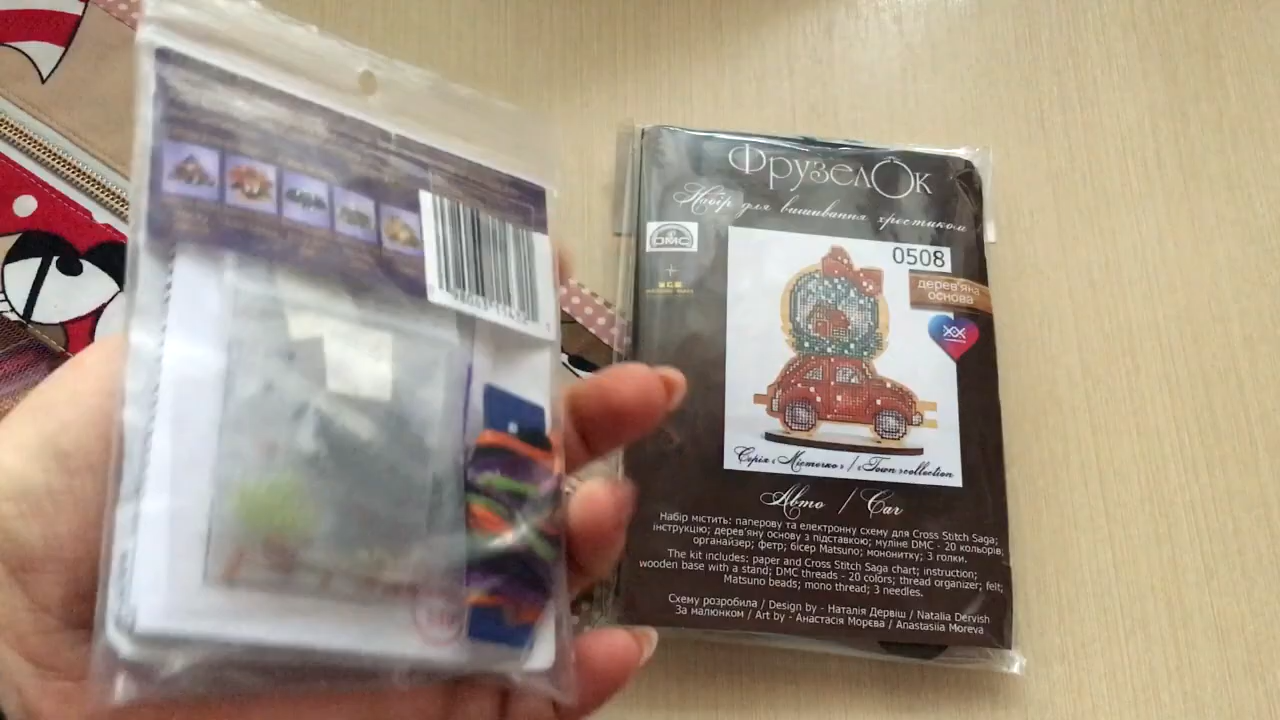 ФрузелОк
Набір для вишивання хрестиком
DMC
0508
дерев'яна
основа
Серія «Містечко» / «Town» collection
Авто / Car
Набір містить: паперову та електронну схему для Cross Stitch Saga;
інструкцію; дерев'яну основу з підставкою; муліне DMC - 20 кольорів;
органайзер; фетр; бісер Matsuno; мононитку; 3 голки.
The kit includes: paper and Cross Stitch Saga chart; instruction;
wooden base with a stand; DMC threads - 20 colors; thread organizer; felt;
Matsuno beads; mono thread; 3 needles.
Схему розробила / Design by - Наталія Дервіш / Natalia Dervish
За малюнком / Art by - Анастасія Морєва / Anastasiia Moreva